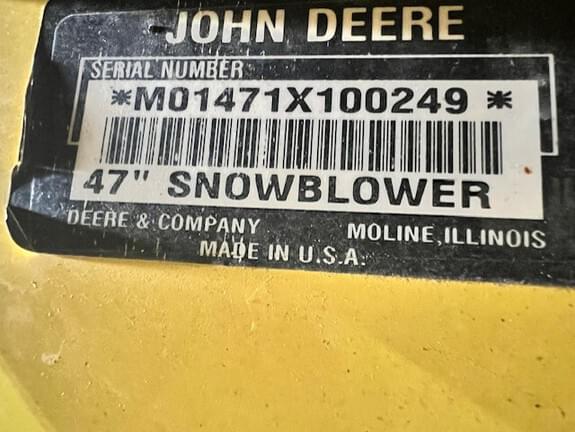 JOHN DEERE
SERIAL NUMBER
*M01471X100249 *
47" SNOWBLOWER
DEERE & COMPANY MOLINE, ILLINOIS
MADE IN U.S.A.